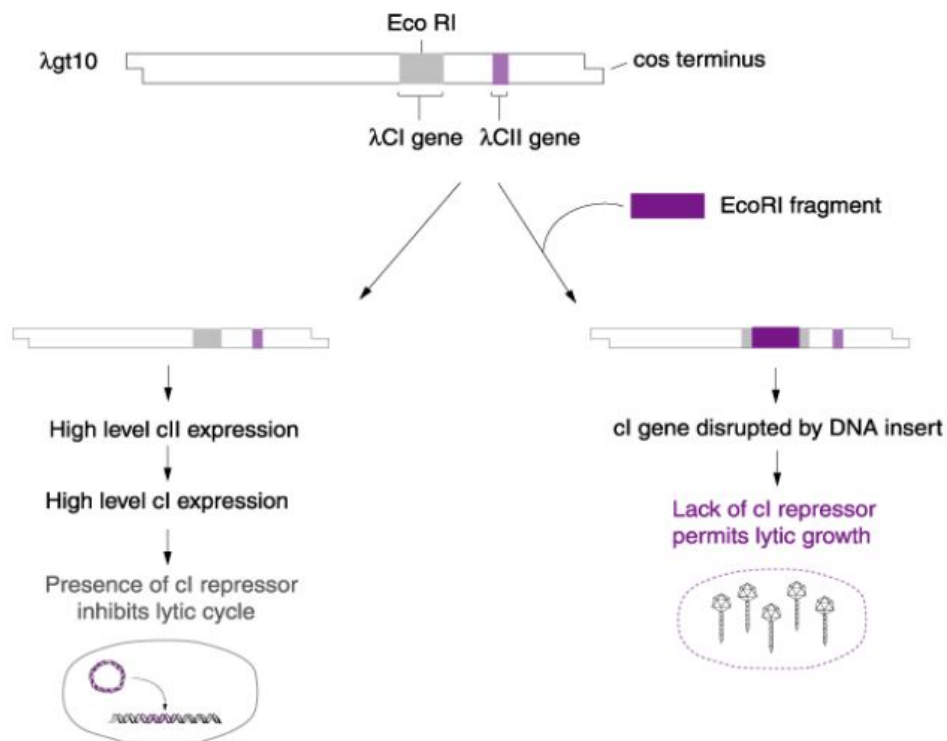 Eco RI
λgt10
cos terminus
λCI gene
λCII gene
EcoRI fragment
High level cII expression
cI gene disrupted by DNA insert
High level cI expression
Lack of cI repressor
permits lytic growth
Presence of cI repressor
inhibits lytic cycle